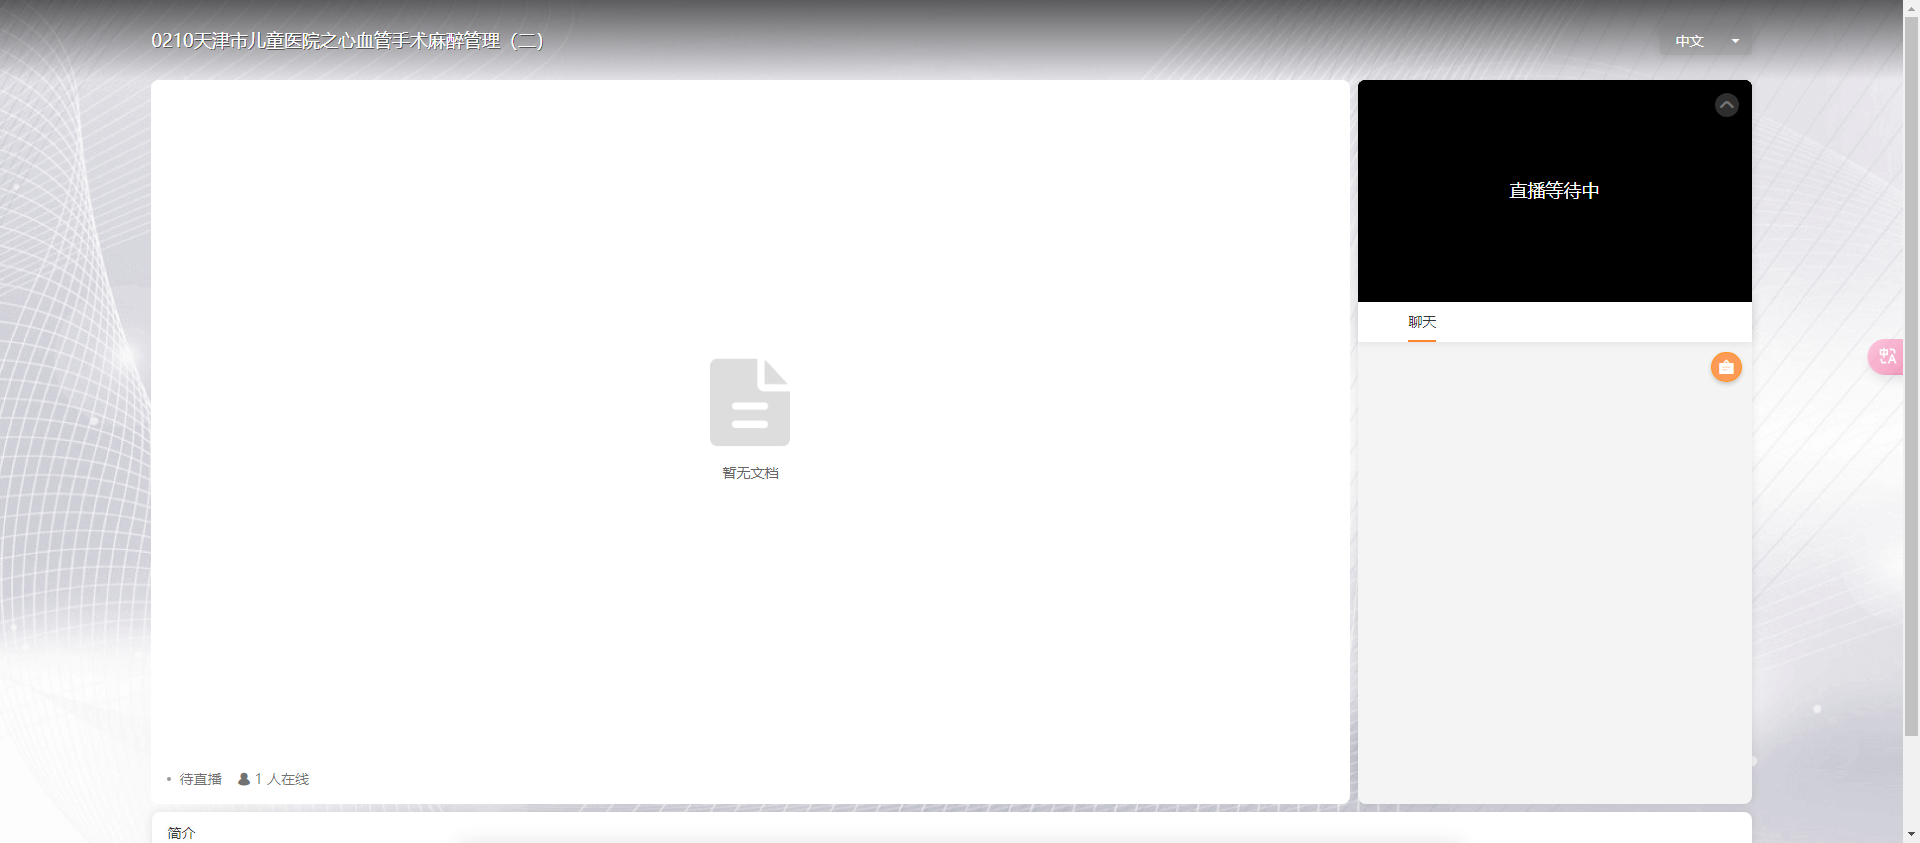 0210天津市儿童医院之心血管手术麻醉管理（二）
中文
直播等待中
聊天
暂无文档
待直播
1 人在线
简介